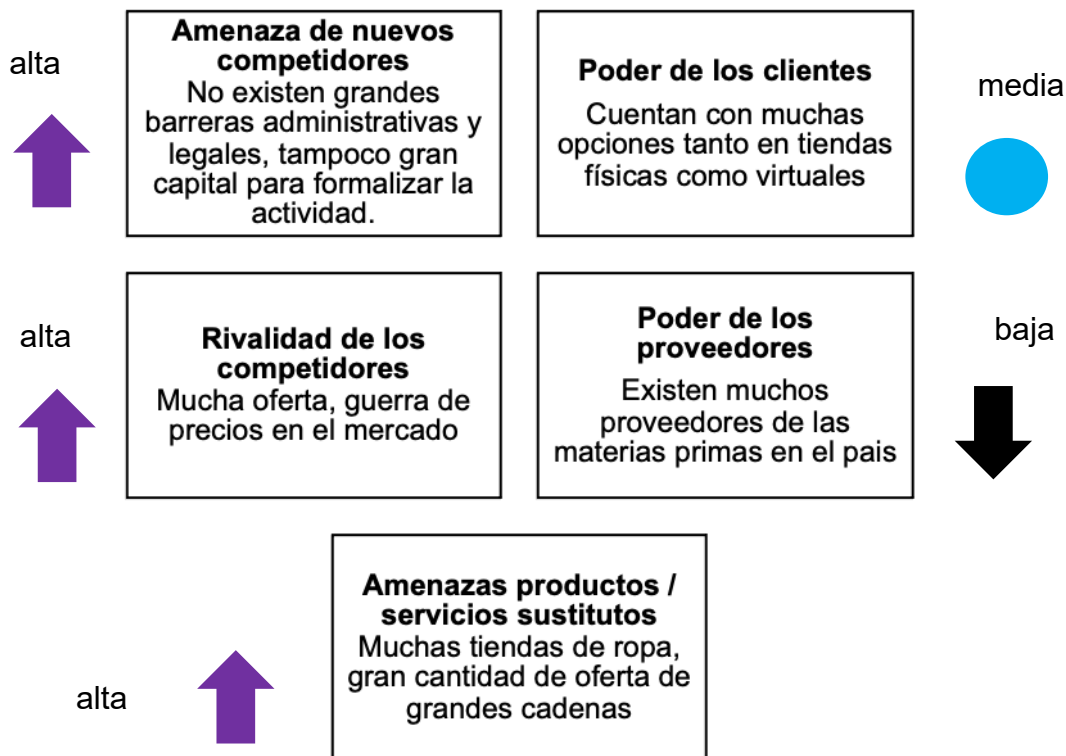 alta
Amenaza de nuevos
competidores
No existen grandes
barreras administrativas y
legales, tampoco gran
capital para formalizar la
actividad.
Poder de los clientes
Cuentan con muchas
opciones tanto en tiendas
físicas como virtuales
media
alta
Rivalidad de los
competidores
Mucha oferta, guerra de
precios en el mercado
Poder de los
proveedores
Existen muchos
proveedores de las
materias primas en el pais
baja
Amenazas productos /
servicios sustitutos
Muchas tiendas de ropa,
gran cantidad de oferta de
grandes cadenas
alta